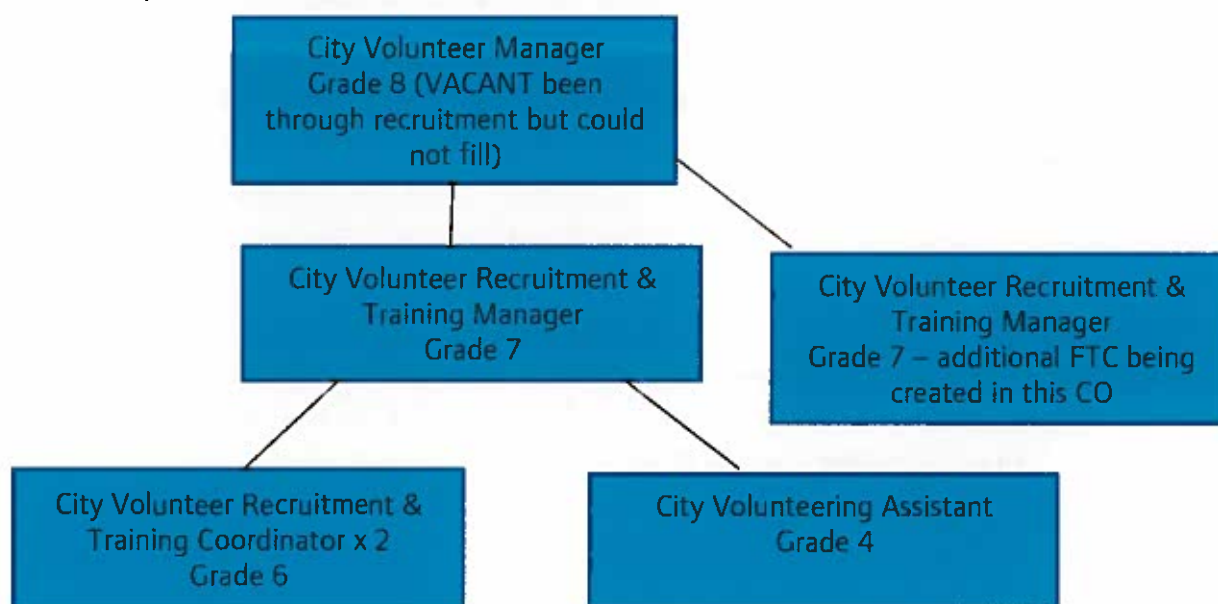 City Volunteer Manager
Grade 8 (VACANT been
through recruitment but could
not fill)
City Volunteer Recruitment &
Training Manager
Grade 7
City Volunteer Recruitment &
Training Manager
Grade 7 – additional FTC being
created in this CO
City Volunteer Recruitment &
Training Coordinator x 2
Grade 6
City Volunteering Assistant
Grade 4